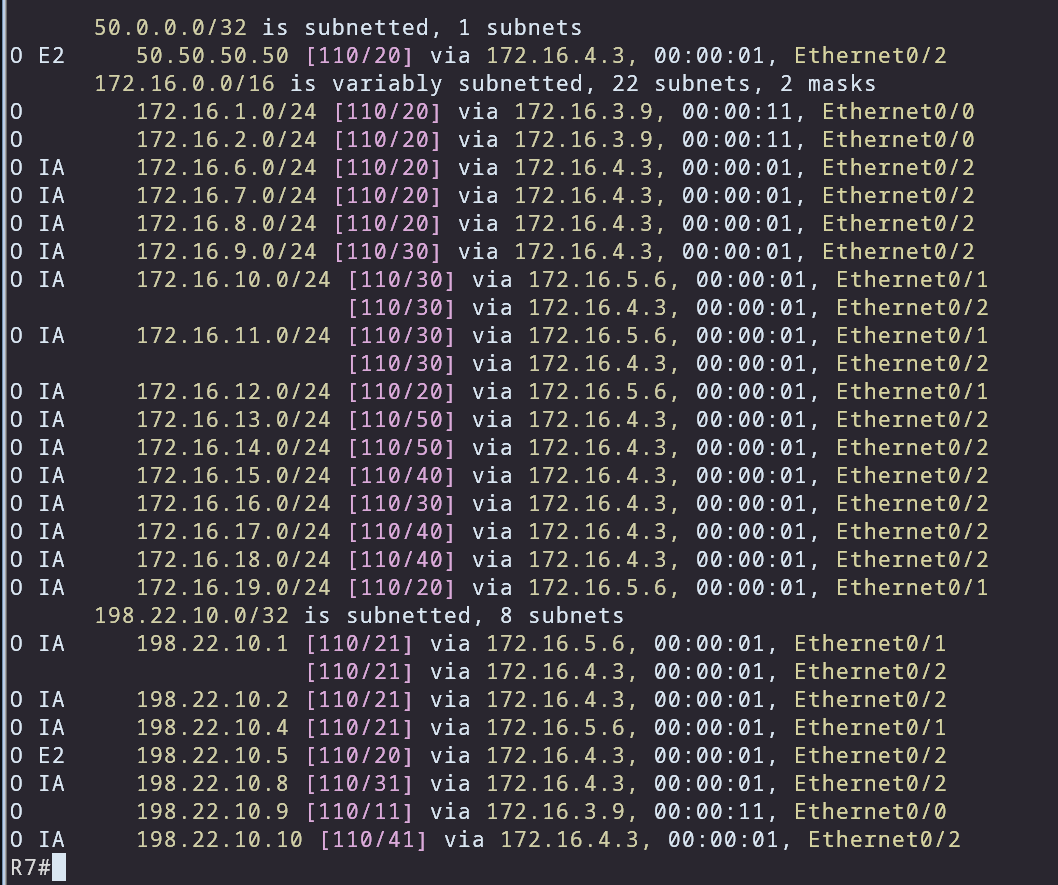 50.0.0.0/32 is subnetted, 1 subnets
O E2     50.50.50.50 [110/20] via 172.16.4.3, 00:00:01, Ethernet0/2
      172.16.0.0/16 is variably subnetted, 22 subnets, 2 masks
O        172.16.1.0/24 [110/20] via 172.16.3.9, 00:00:11, Ethernet0/0
O        172.16.2.0/24 [110/20] via 172.16.3.9, 00:00:11, Ethernet0/0
O IA     172.16.6.0/24 [110/20] via 172.16.4.3, 00:00:01, Ethernet0/2
O IA     172.16.7.0/24 [110/20] via 172.16.4.3, 00:00:01, Ethernet0/2
O IA     172.16.8.0/24 [110/20] via 172.16.4.3, 00:00:01, Ethernet0/2
O IA     172.16.9.0/24 [110/30] via 172.16.4.3, 00:00:01, Ethernet0/2
O IA     172.16.10.0/24 [110/30] via 172.16.5.6, 00:00:01, Ethernet0/1
                        [110/30] via 172.16.4.3, 00:00:01, Ethernet0/2
O IA     172.16.11.0/24 [110/30] via 172.16.5.6, 00:00:01, Ethernet0/1
                        [110/30] via 172.16.4.3, 00:00:01, Ethernet0/2
O IA     172.16.12.0/24 [110/20] via 172.16.5.6, 00:00:01, Ethernet0/1
O IA     172.16.13.0/24 [110/50] via 172.16.4.3, 00:00:01, Ethernet0/2
O IA     172.16.14.0/24 [110/50] via 172.16.4.3, 00:00:01, Ethernet0/2
O IA     172.16.15.0/24 [110/40] via 172.16.4.3, 00:00:01, Ethernet0/2
O IA     172.16.16.0/24 [110/30] via 172.16.4.3, 00:00:01, Ethernet0/2
O IA     172.16.17.0/24 [110/40] via 172.16.4.3, 00:00:01, Ethernet0/2
O IA     172.16.18.0/24 [110/40] via 172.16.4.3, 00:00:01, Ethernet0/2
O IA     172.16.19.0/24 [110/20] via 172.16.5.6, 00:00:01, Ethernet0/1
      198.22.10.0/32 is subnetted, 8 subnets
O IA     198.22.10.1 [110/21] via 172.16.5.6, 00:00:01, Ethernet0/1
                     [110/21] via 172.16.4.3, 00:00:01, Ethernet0/2
O IA     198.22.10.2 [110/21] via 172.16.4.3, 00:00:01, Ethernet0/2
O IA     198.22.10.4 [110/21] via 172.16.5.6, 00:00:01, Ethernet0/1
O E2     198.22.10.5 [110/20] via 172.16.4.3, 00:00:01, Ethernet0/2
O IA     198.22.10.8 [110/31] via 172.16.4.3, 00:00:01, Ethernet0/2
O        198.22.10.9 [110/11] via 172.16.3.9, 00:00:11, Ethernet0/0
O IA     198.22.10.10 [110/41] via 172.16.4.3, 00:00:01, Ethernet0/2
R7#